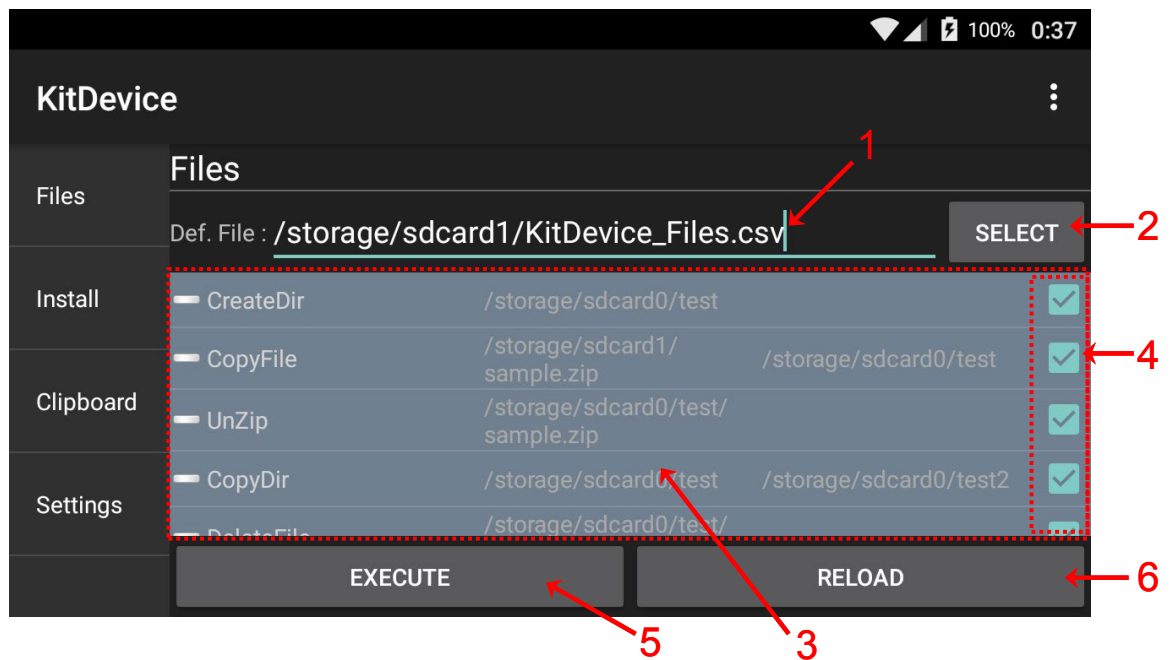 100% 0:37
KitDevice
1
Files
Files
Def. File : /storage/sdcard1/KitDevice_Files.csv
SELECT
2
Install
CreateDir /storage/sdcard0/test
CopyFile /storage/sdcard1/
sample.zip /storage/sdcard0/test
4
Clipboard
UnZip /storage/sdcard0/test/
sample.zip
Settings
CopyDir /storage/sdcard0/test /storage/sdcard0/test2
DeleteFile /storage/sdcard0/test/
EXECUTE
RELOAD
6
5
3